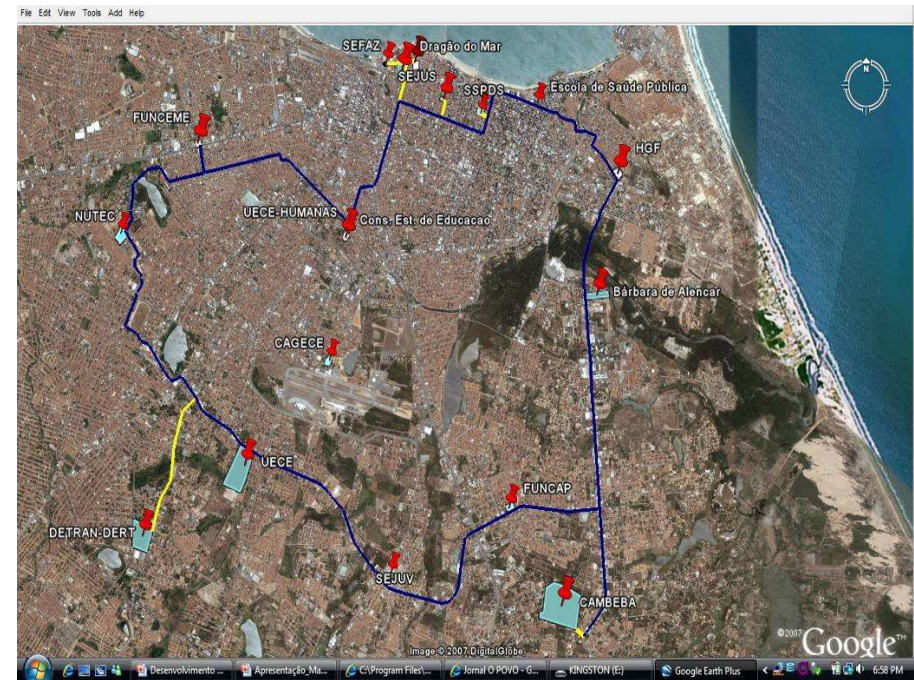 File Edit View Tools Add Help
SEFAZ
Dragão do Mar
SEJUS
SSPDS
Escola de Saúde Pública
FUNCEME
HGF
NUTEC
UECE-HUMANAS
Cons. Est. de Educacao
Bárbara de Alencar
CAGECE
UECE
FUNCAP
DETRAN-DERT
SEJUV
CAMBEBA
N
©2007 Google™
Image © 2007 DigitalGlobe
Desenvolvimento ...
Apresentação_Ma...
C:\Program Files\...
Jornal O POVO - G...
KINGSTON (E:)
Google Earth Plus
6:58 PM